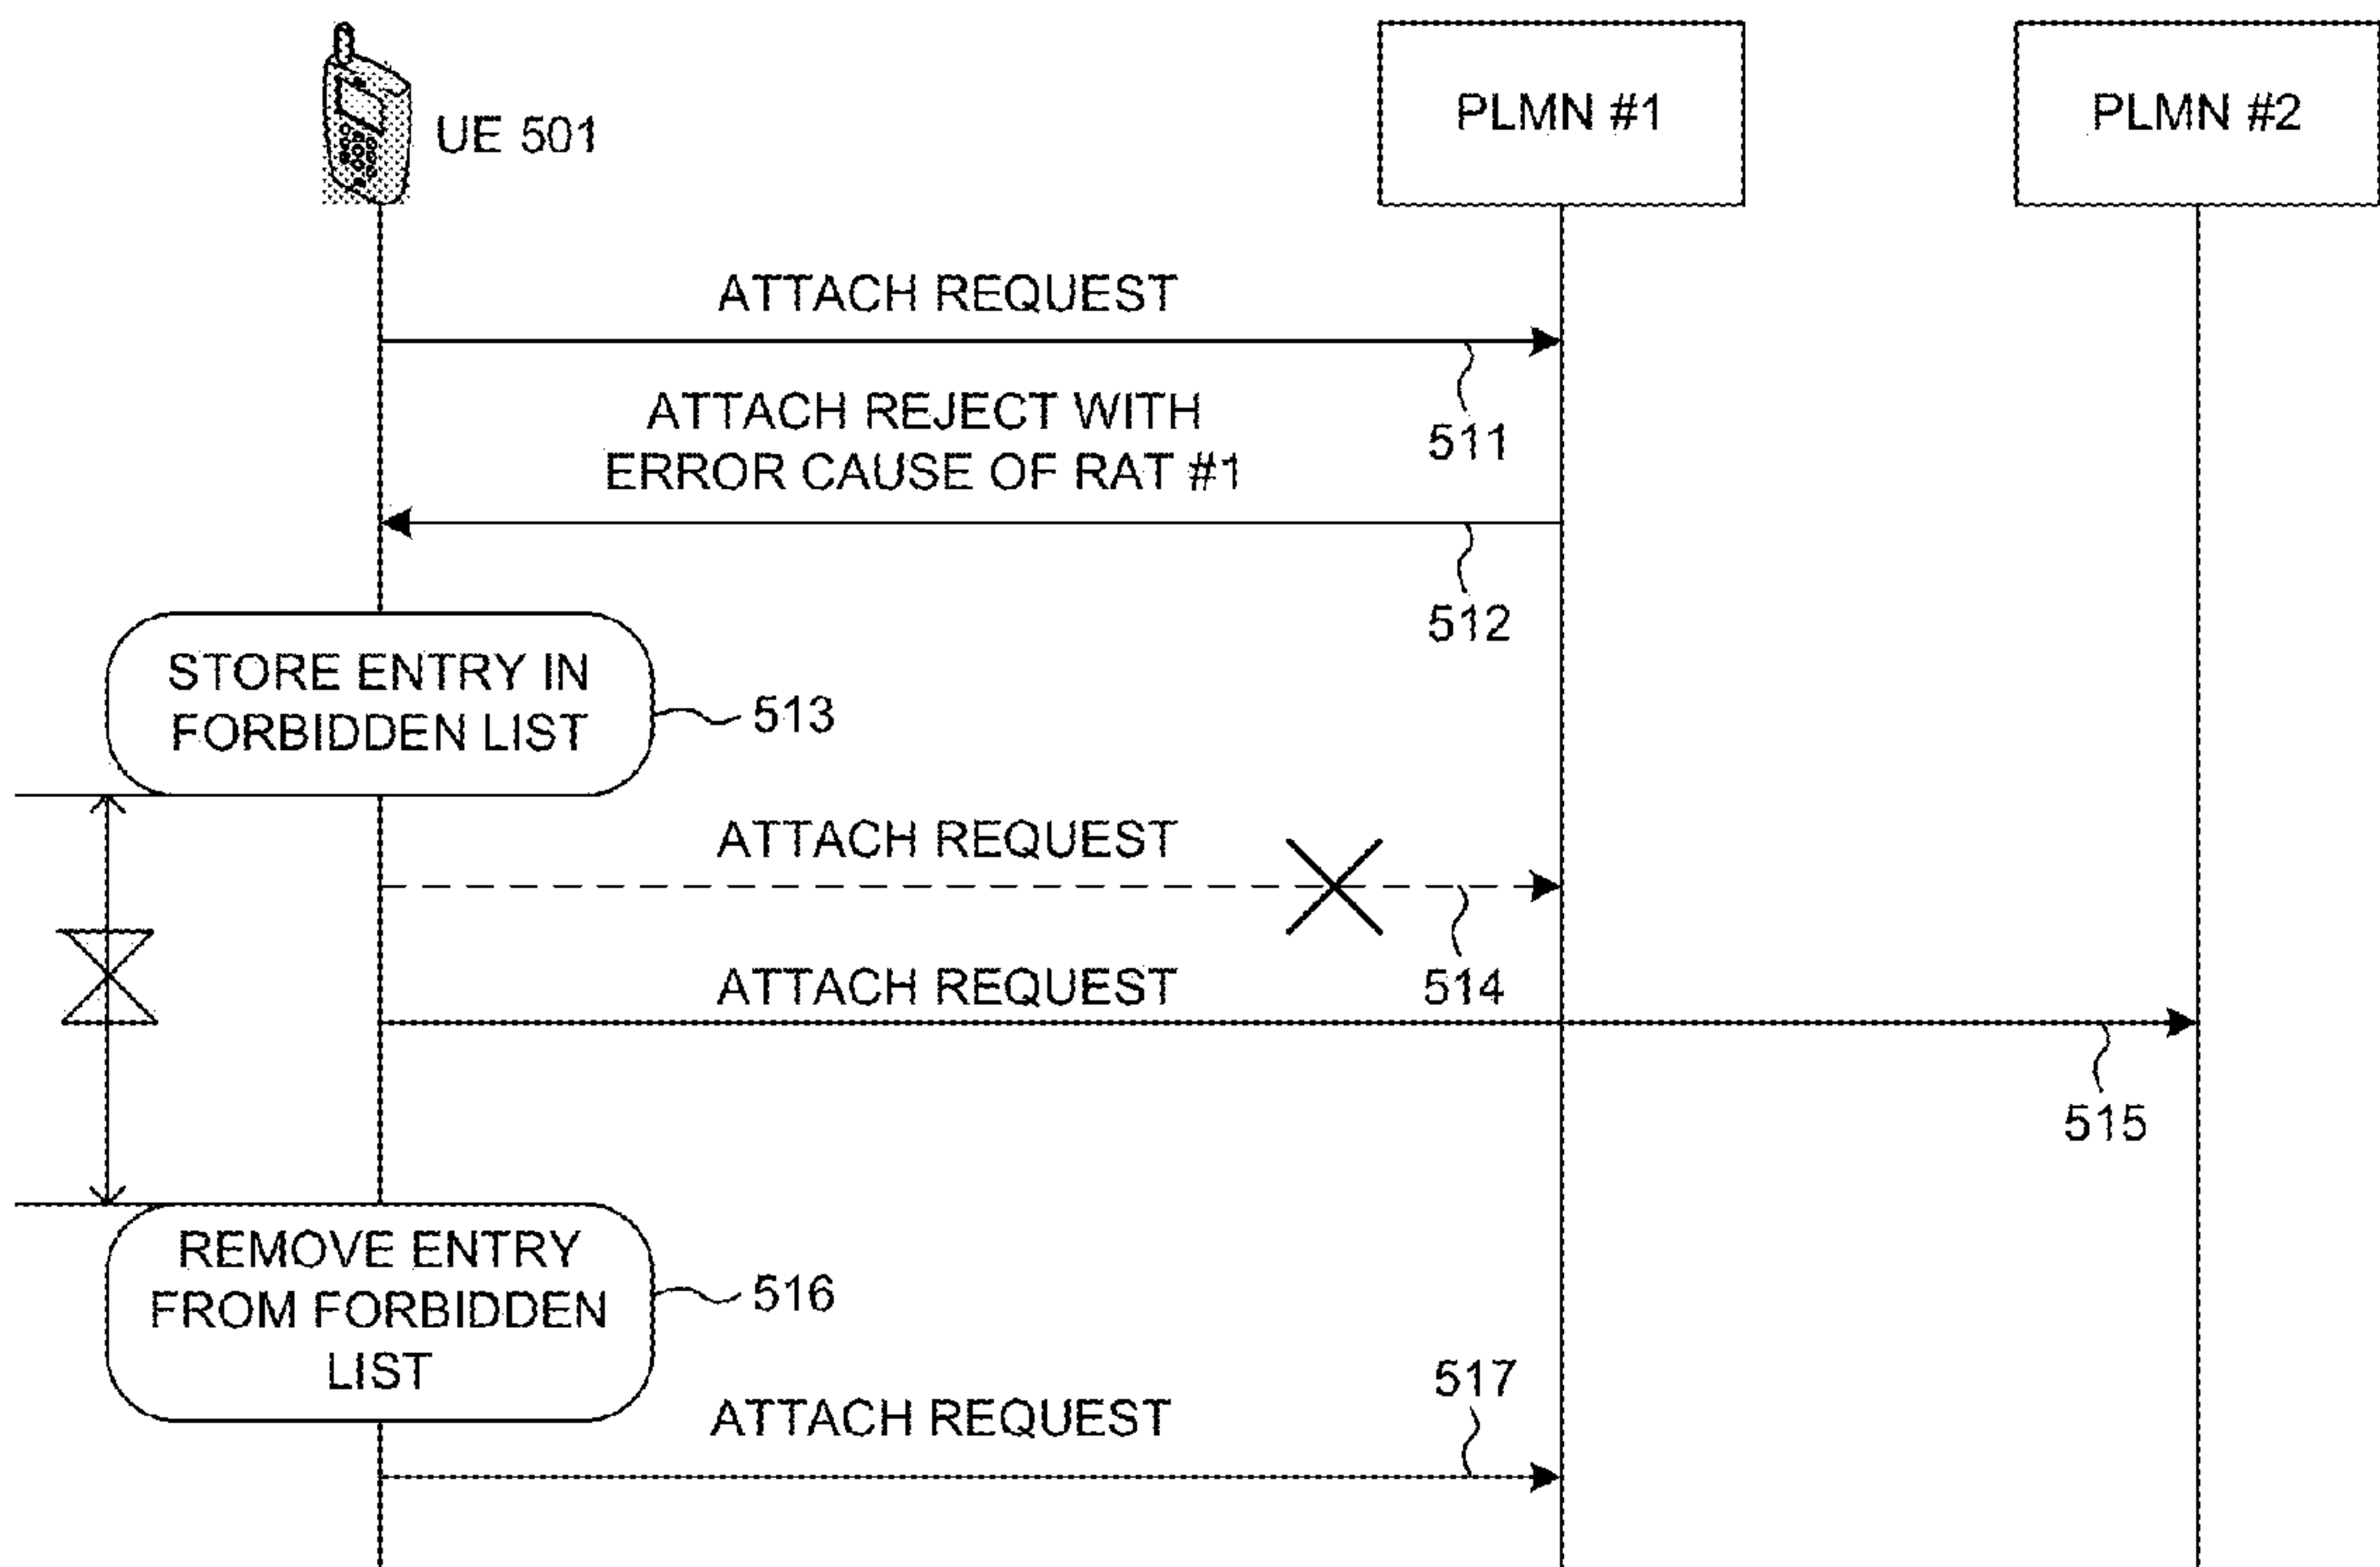 UE 501
PLMN #1
PLMN #2
ATTACH REQUEST
511
ATTACH REJECT WITH
ERROR CAUSE OF RAT #1
512
STORE ENTRY IN
FORBIDDEN LIST
513
ATTACH REQUEST
514
ATTACH REQUEST
515
REMOVE ENTRY
FROM FORBIDDEN
LIST
516
ATTACH REQUEST
517